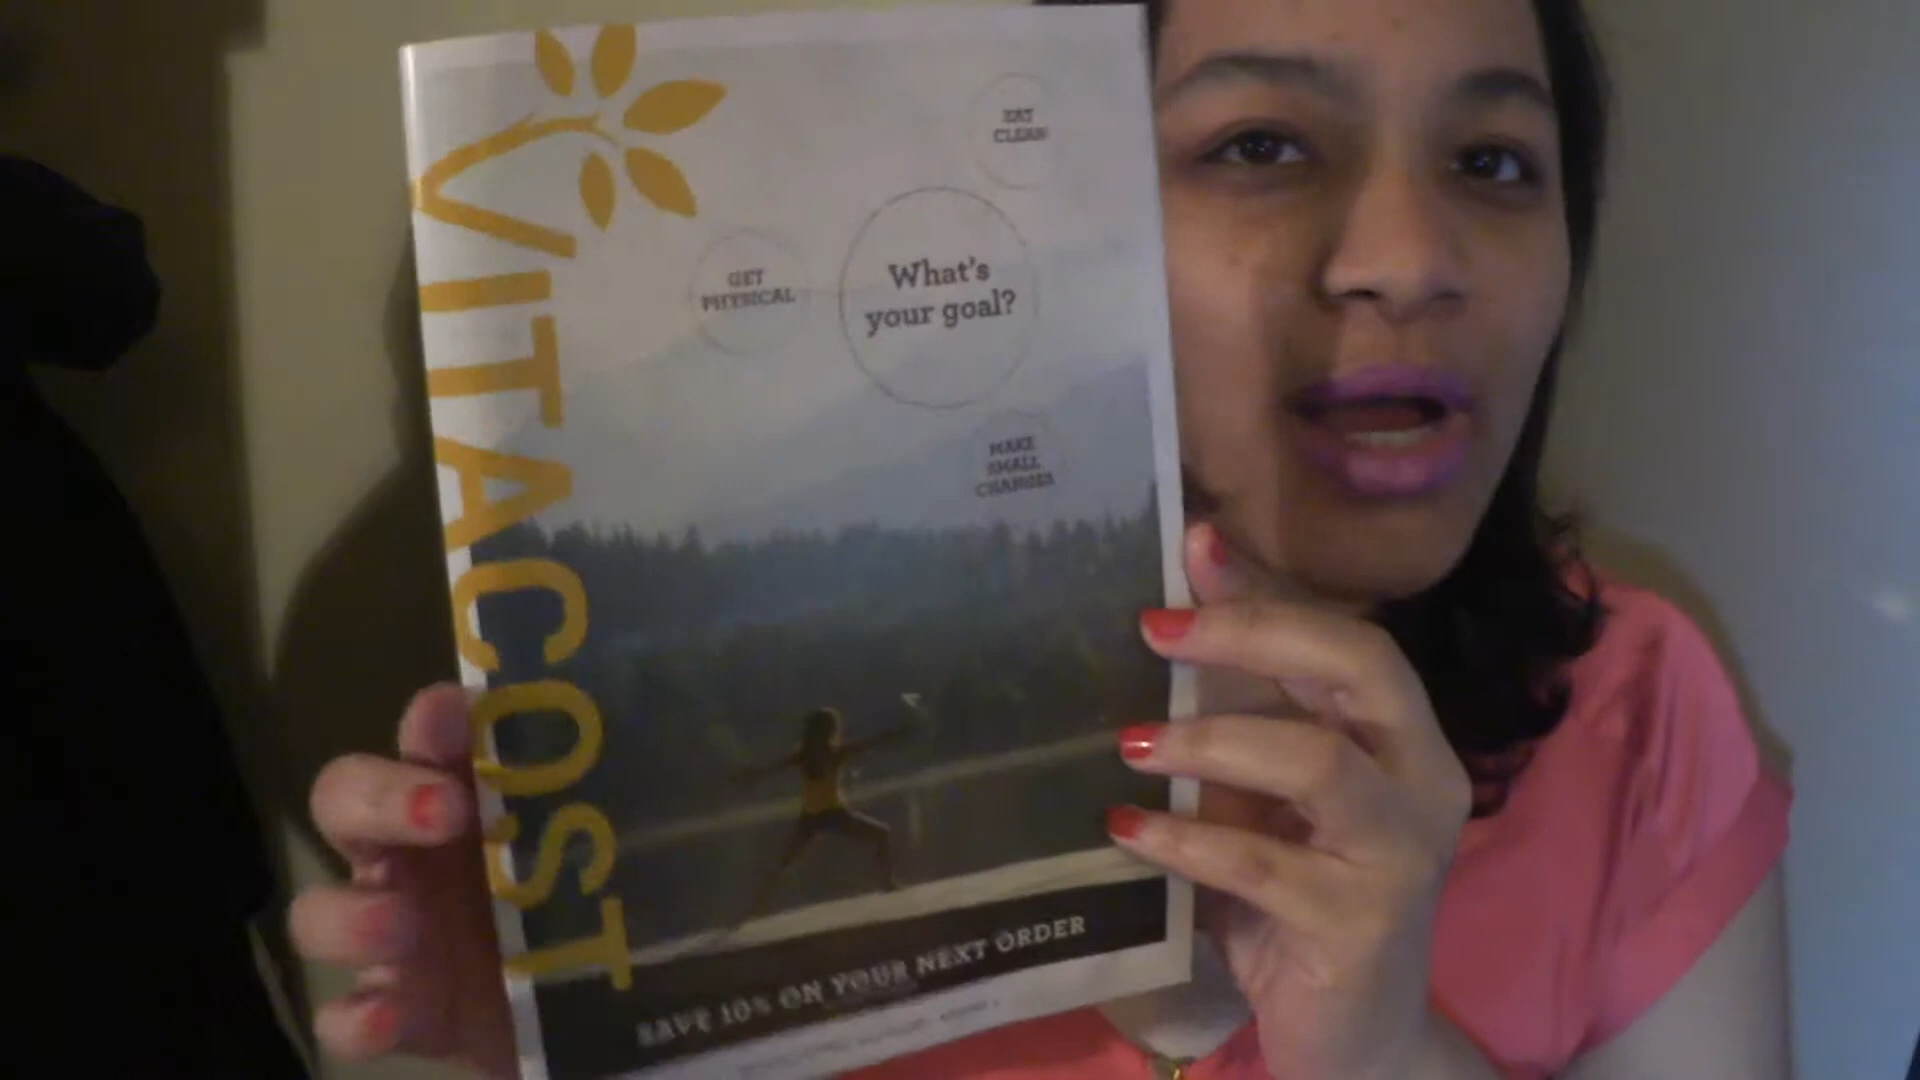 VITACOST
EAT
CLEAN
GET
PHYSICAL
What's
your goal?
MAKE
SMALL
CHANGES
SAVE 10% ON YOUR NEXT ORDER